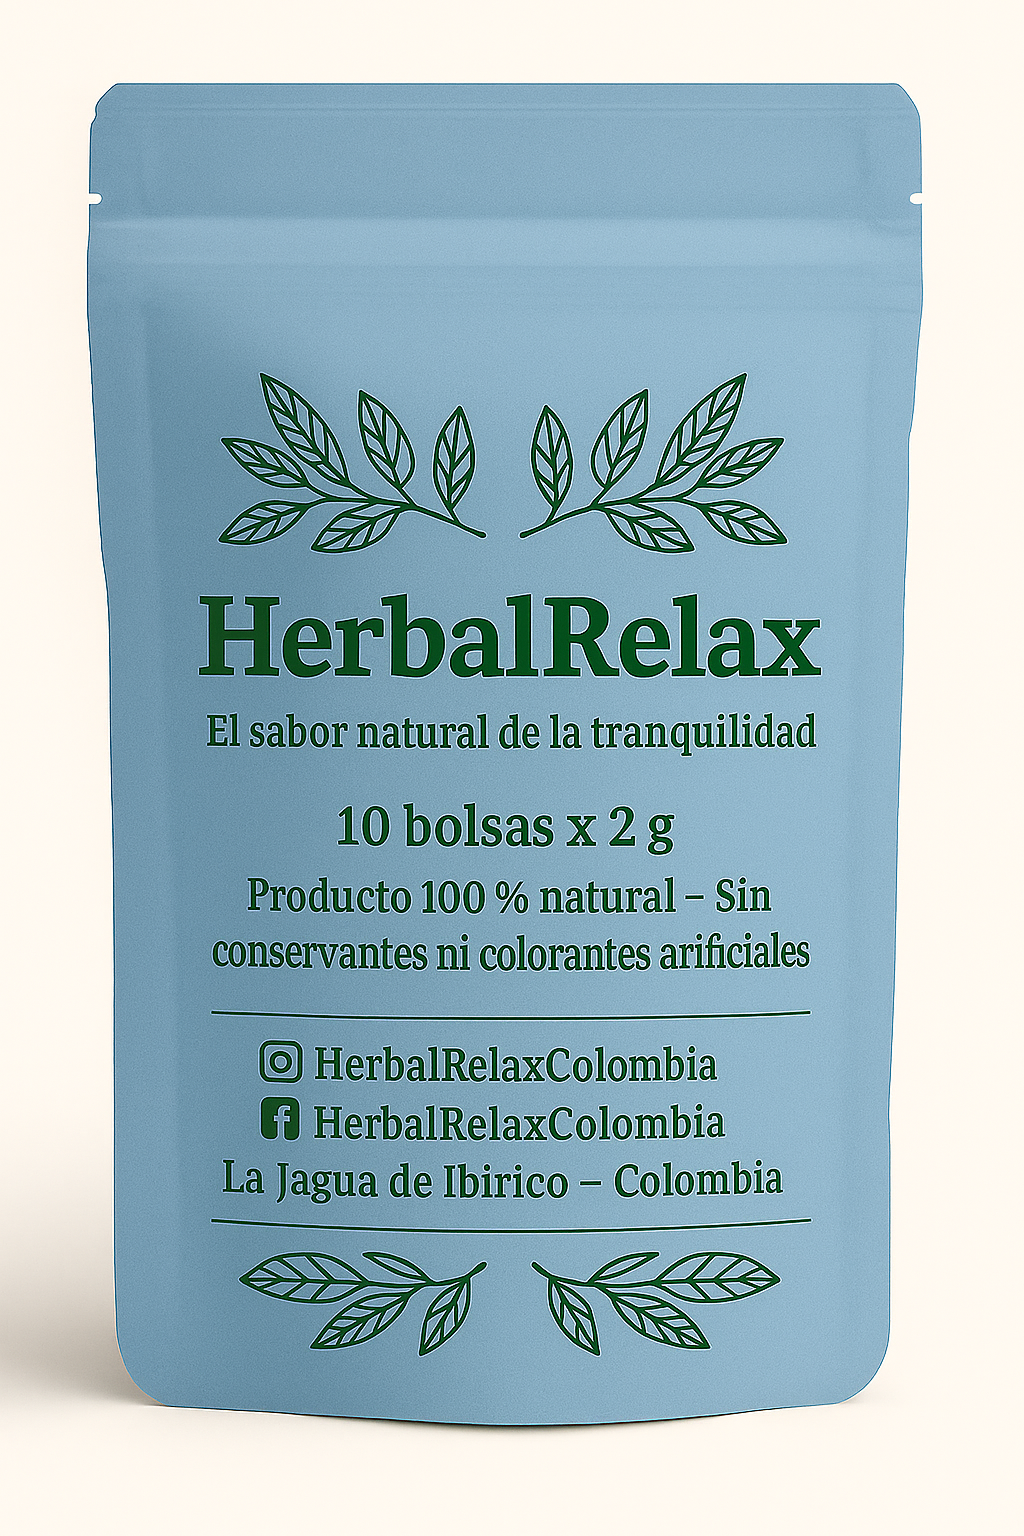 HerbalRelax
El sabor natural de la tranquilidad
10 bolsas x 2 g
Producto 100 % natural – Sin
conservantes ni colorantes arificiales
HerbalRelaxColombia
HerbalRelaxColombia
La Jagua de Ibirico – Colombia